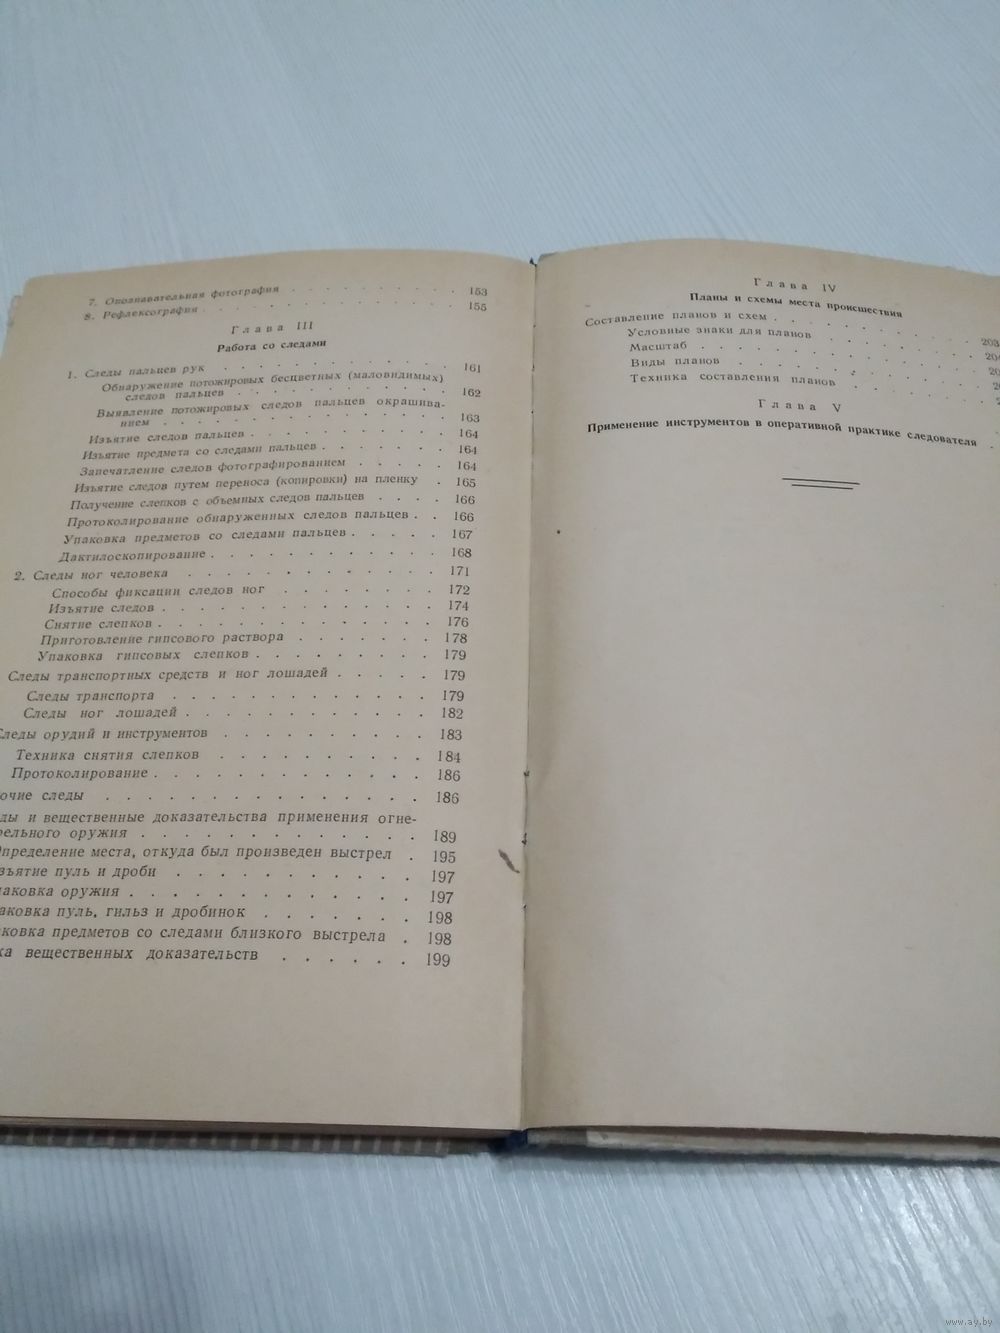 7. Опознавательная фотография . . . . . . . . . . 153
8. Рефлексография . . . . . . . . . . . . . 155
Глава III
Работа со следами
1. Следы пальцев рук . . . . . . . . . . . 161
Обнаружение потожировых бесцветных (маловидимых)
следов пальцев . . . . . . . . . . 162
Выявление потожировых следов пальцев окрашива-
нием . . . . . . . . . . . . . 163
Изъятие следов пальцев . . . . . . . . . 164
Изъятие предмета со следами пальцев . . . . . . 164
Запечатление следов фотографированием . . . . . 164
Изъятие следов путем переноса (копировки) на пленку . 165
Получение слепков с объемных следов пальцев . . . . 166
Протоколирование обнаруженных следов пальцев . . 166
Упаковка предметов со следами пальцев . . . . . 167
Дактилоскопирование . . . . . . . . . . 168
2. Следы ног человека . . . . . . . . . . . 171
Способы фиксации следов ног . . . . . . . 172
Изъятие следов . . . . . . . . . . . . 174
Снятие слепков . . . . . . . . . . . . 176
Приготовление гипсового раствора . . . . . . 178
Упаковка гипсовых слепков . . . . . . . . 179
Следы транспортных средств и ног лошадей . . . . . 179
Следы транспорта . . . . . . . . . . . 179
Следы ног лошадей . . . . . . . . . . . 182
Следы орудий и инструментов . . . . . . . . . 183
Техника снятия слепков . . . . . . . . . 184
Протоколирование . . . . . . . . . . . . 186
очие следы . . . . . . . . . . . . . . 186
ды и вещественные доказательства применения огне-
рельного оружия . . . . . . . . . . . . 189
Определение места, откуда был произведен выстрел . 195
зъятие пуль и дроби . . . . . . . . . . 197
паковка оружия . . . . . . . . . . . . 197
аковка пуль, гильз и дробинок . . . . . . . 198
ковка предметов со следами близкого выстрела . 198
ка вещественных доказательств . . . . . . 199
Глава IV
Планы и схемы места происшествия
Составление планов и схем . . . . . . . . 203
Условные знаки для планов . . . . . . .
Масштаб . . . . . . . . . . . .
Виды планов . . . . . . . . . .
Техника составления планов . . . . . .
Глава V
Применение инструментов в оперативной практике следователя .
www.ay.by